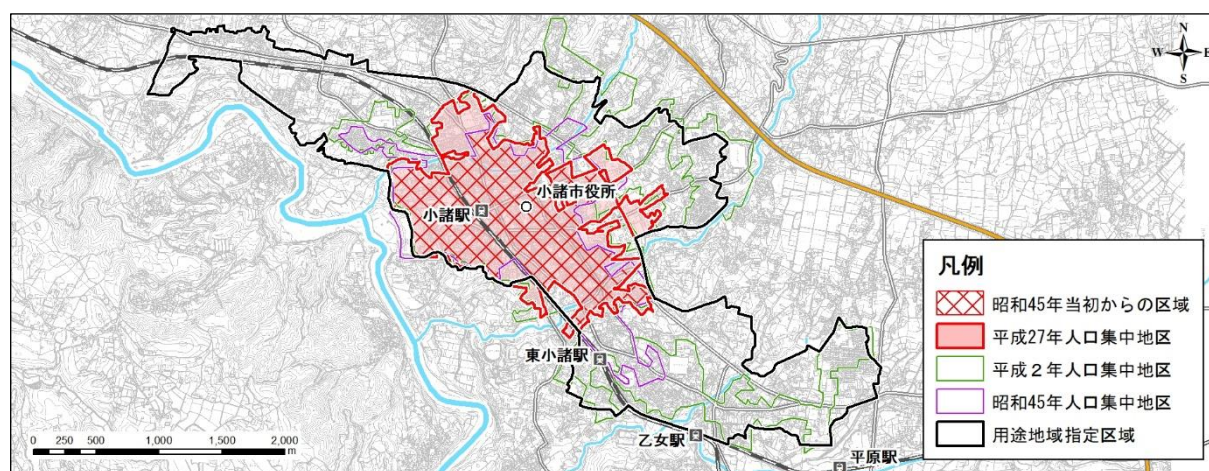 N
W E
S
小諸市役所
小諸駅
東小諸駅
乙女駅
平原駅
凡例
昭和45年当初からの区域
平成27年人口集中地区
平成2年人口集中地区
昭和45年人口集中地区
用途地域指定区域
0 250 500 1,000 1,500 2,000
m